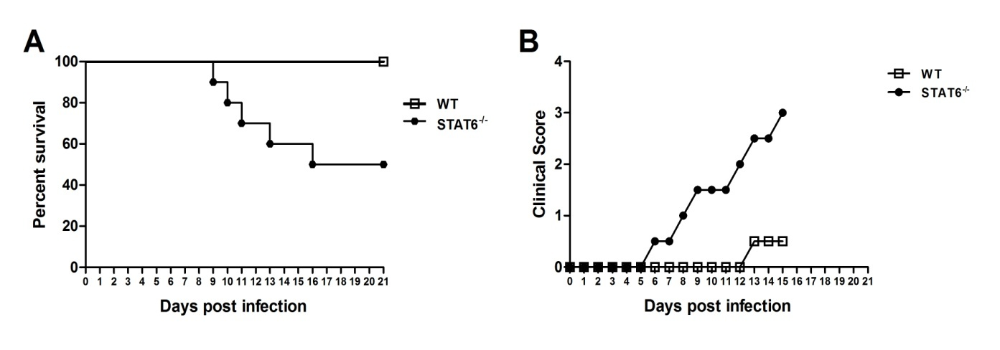 A
Percent survival
100
80
60
40
20
0
0 1 2 3 4 5 6 7 8 9 10 11 12 13 14 15 16 17 18 19 20 21
Days post infection
WT
STAT6-/-
B
Clinical Score
4
3
2
1
0
0 1 2 3 4 5 6 7 8 9 10 11 12 13 14 15 16 17 18 19 20 21
Days post infection
WT
STAT6-/-